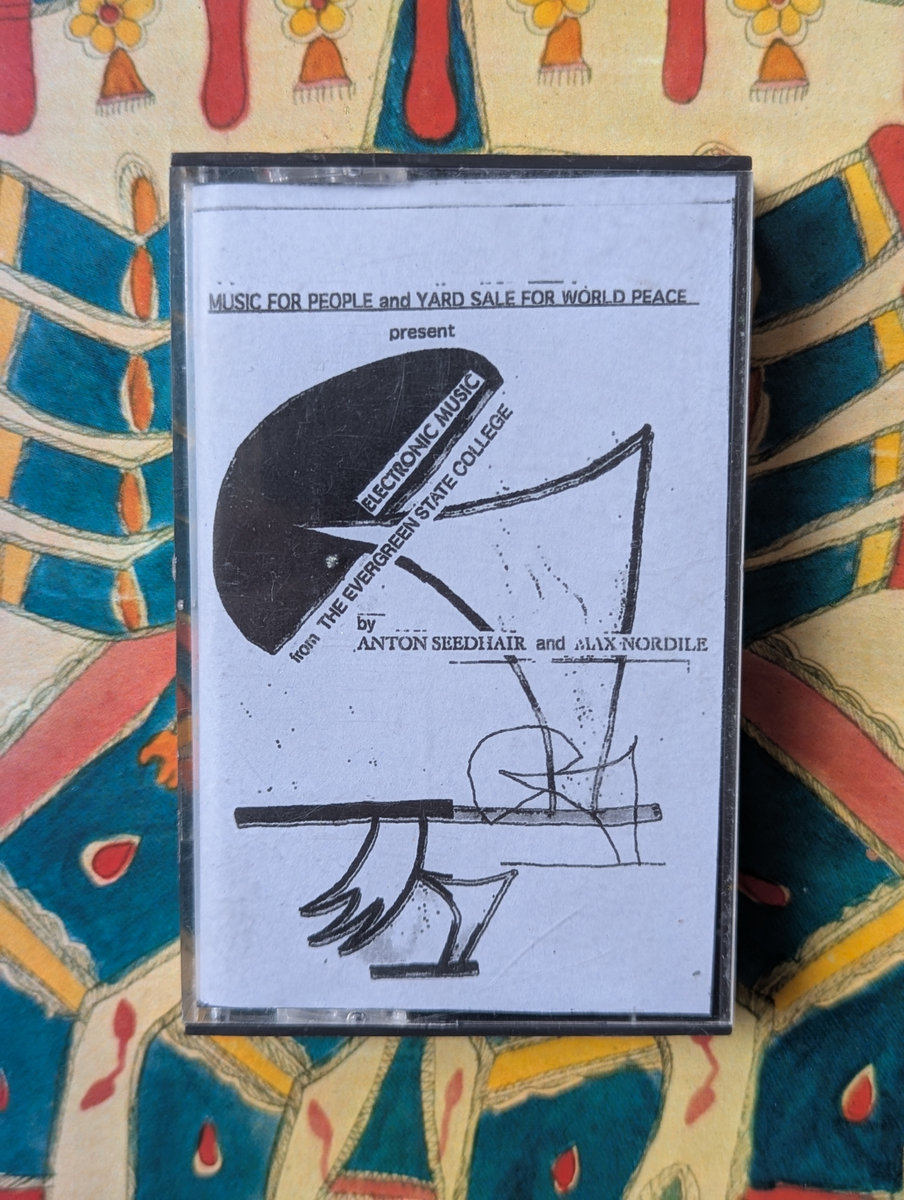 MUSIC FOR PEOPLE and YARD SALE FOR WORLD PEACE
present
ELECTRONIC MUSIC
from THE EVERGREEN STATE COLLEGE
by
ANTON SEEDHAIR and MAX NORDILE